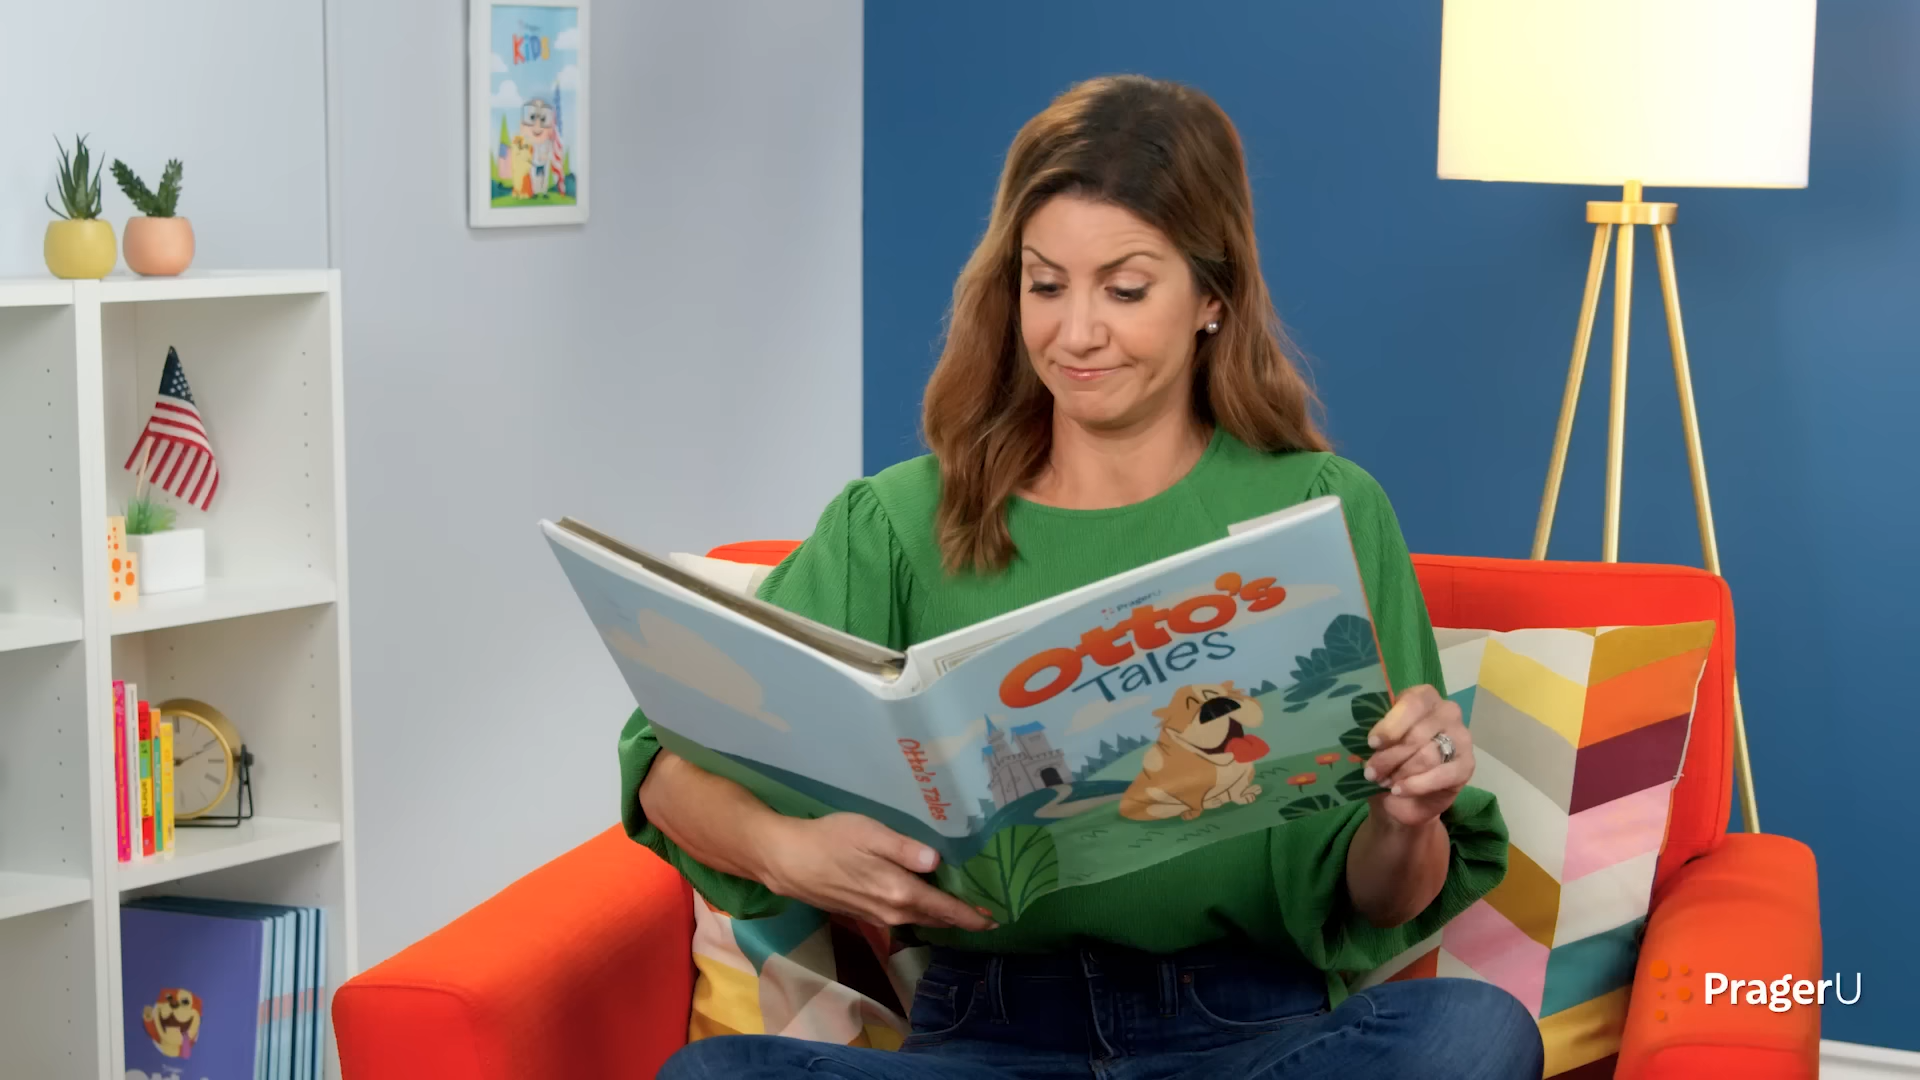 KIDS
PragerU
Otto's
Tales
Otto's Tales
PragerU